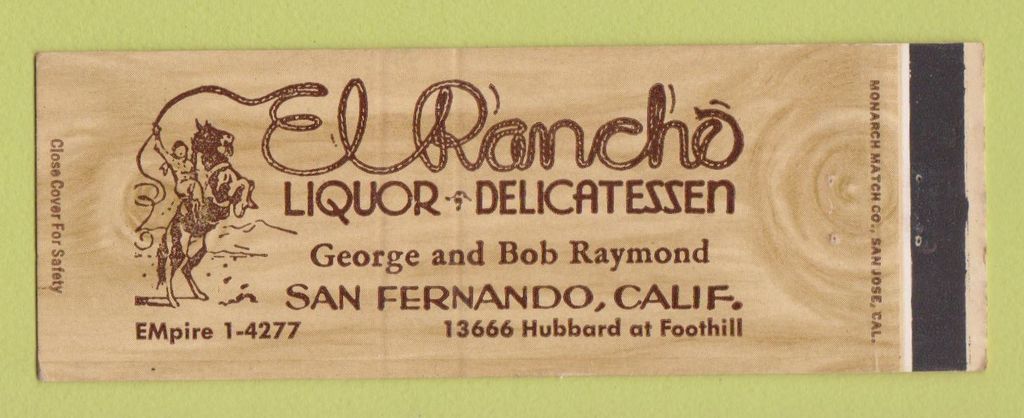 Close Cover For Safety
El Rancho
LIQUOR DELICATESSEN
George and Bob Raymond
SAN FERNANDO, CALIF.
EMpire 1-4277
13666 Hubbard at Foothill
MONARCH MATCH CO., SAN JOSE, CAL.